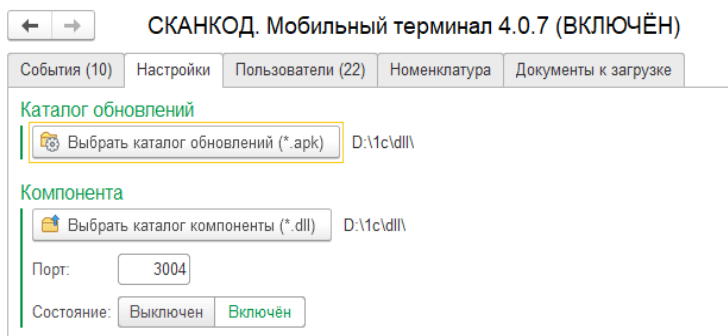 СКАНКОД. Мобильный терминал 4.0.7 (ВКЛЮЧЁН)
События (10) Настройки Пользователи (22) Номенклатура Документы к загрузке
Каталог обновлений
Выбрать каталог обновлений (*.apk) D:\1c\dll\
Компонента
Выбрать каталог компоненты (*.dll) D:\1c\dll\
Порт: 3004
Состояние: Выключен Включён